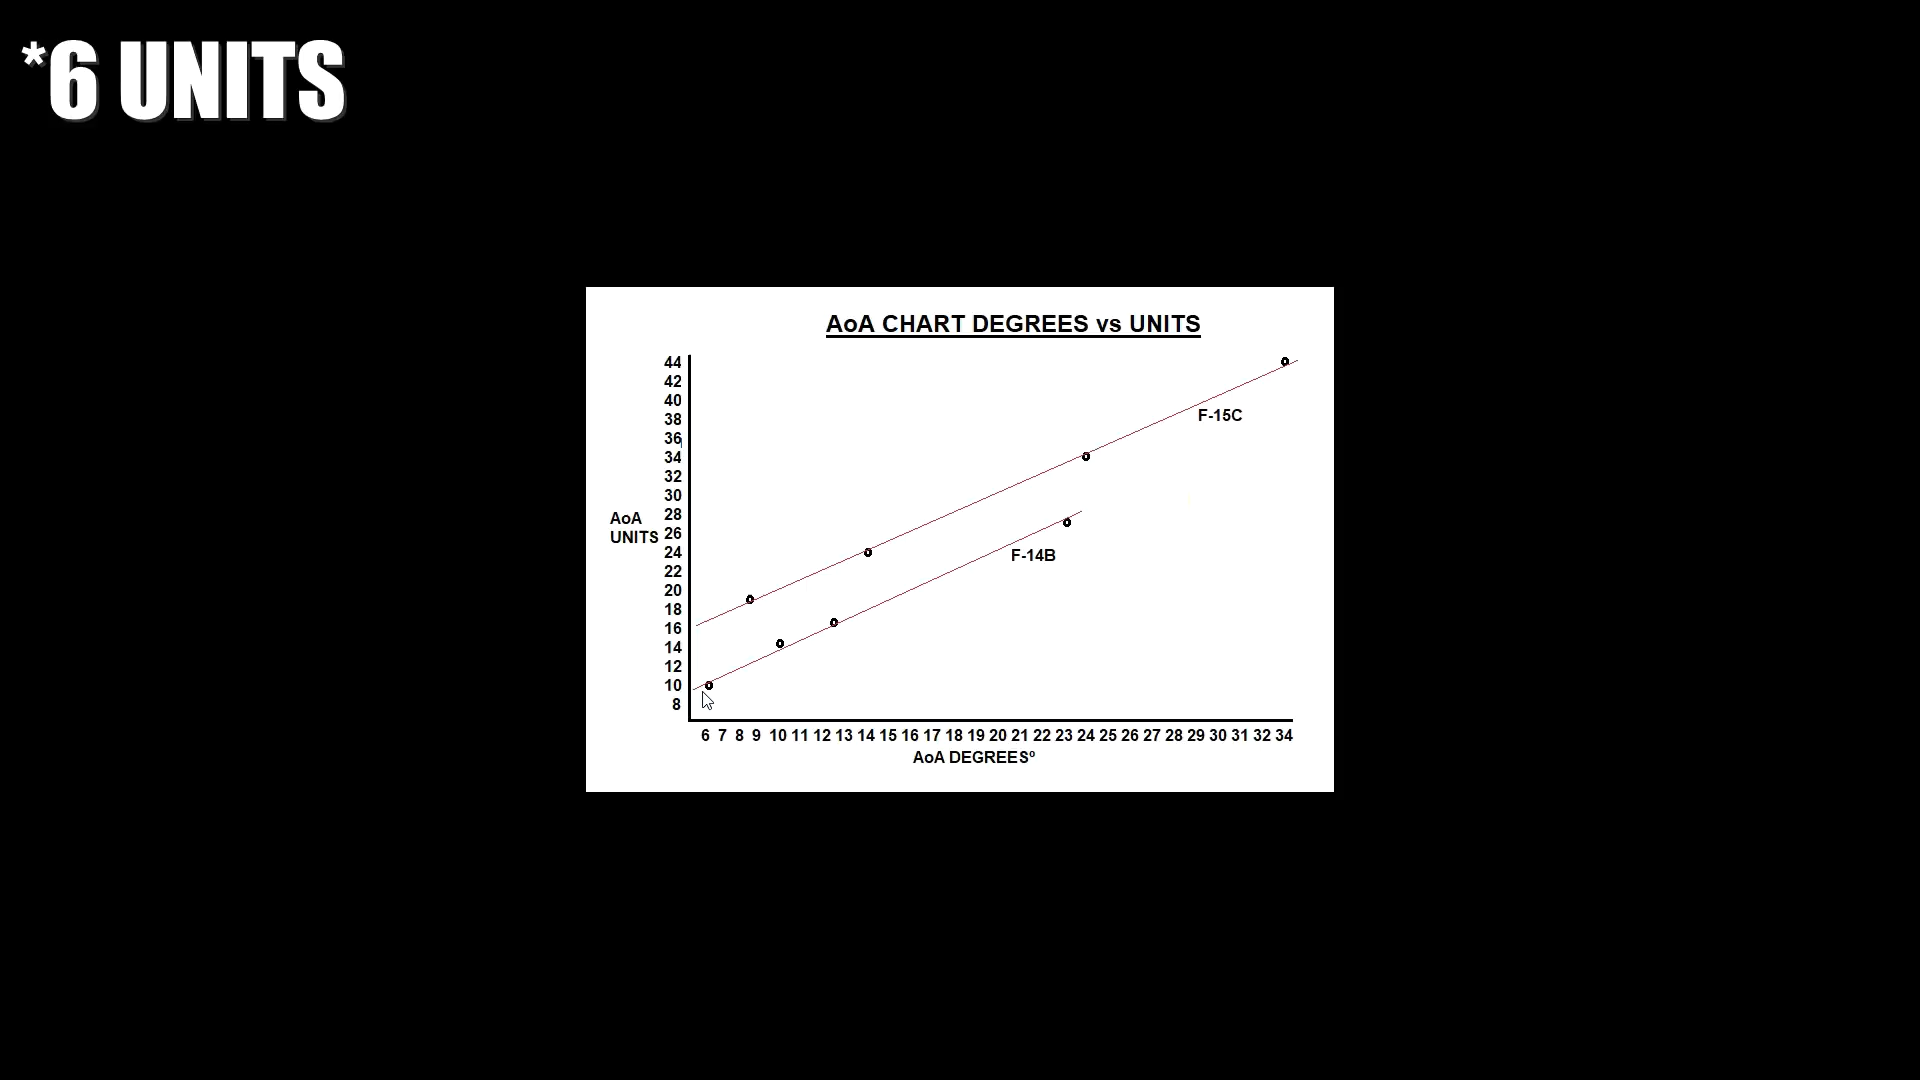 *6 UNITS
AoA CHART DEGREES vs UNITS
44
42
40
38
F-15C
36
34
32
30
28
AoA
UNITS
26
F-14B
24
22
20
18
16
14
12
10
8
6 7 8 9 10 11 12 13 14 15 16 17 18 19 20 21 22 23 24 25 26 27 28 29 30 31 32 34
AoA DEGREESº